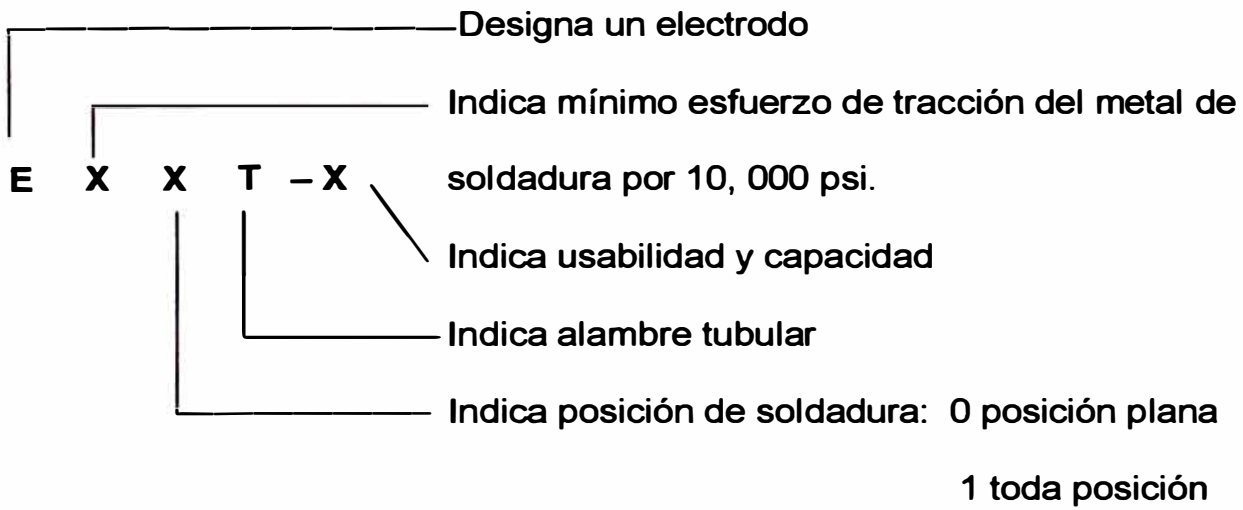 Designa un electrodo
Indica mínimo esfuerzo de tracción del metal de
E X X T – X soldadura por 10, 000 psi.
Indica usabilidad y capacidad
Indica alambre tubular
Indica posición de soldadura: 0 posición plana
1 toda posición